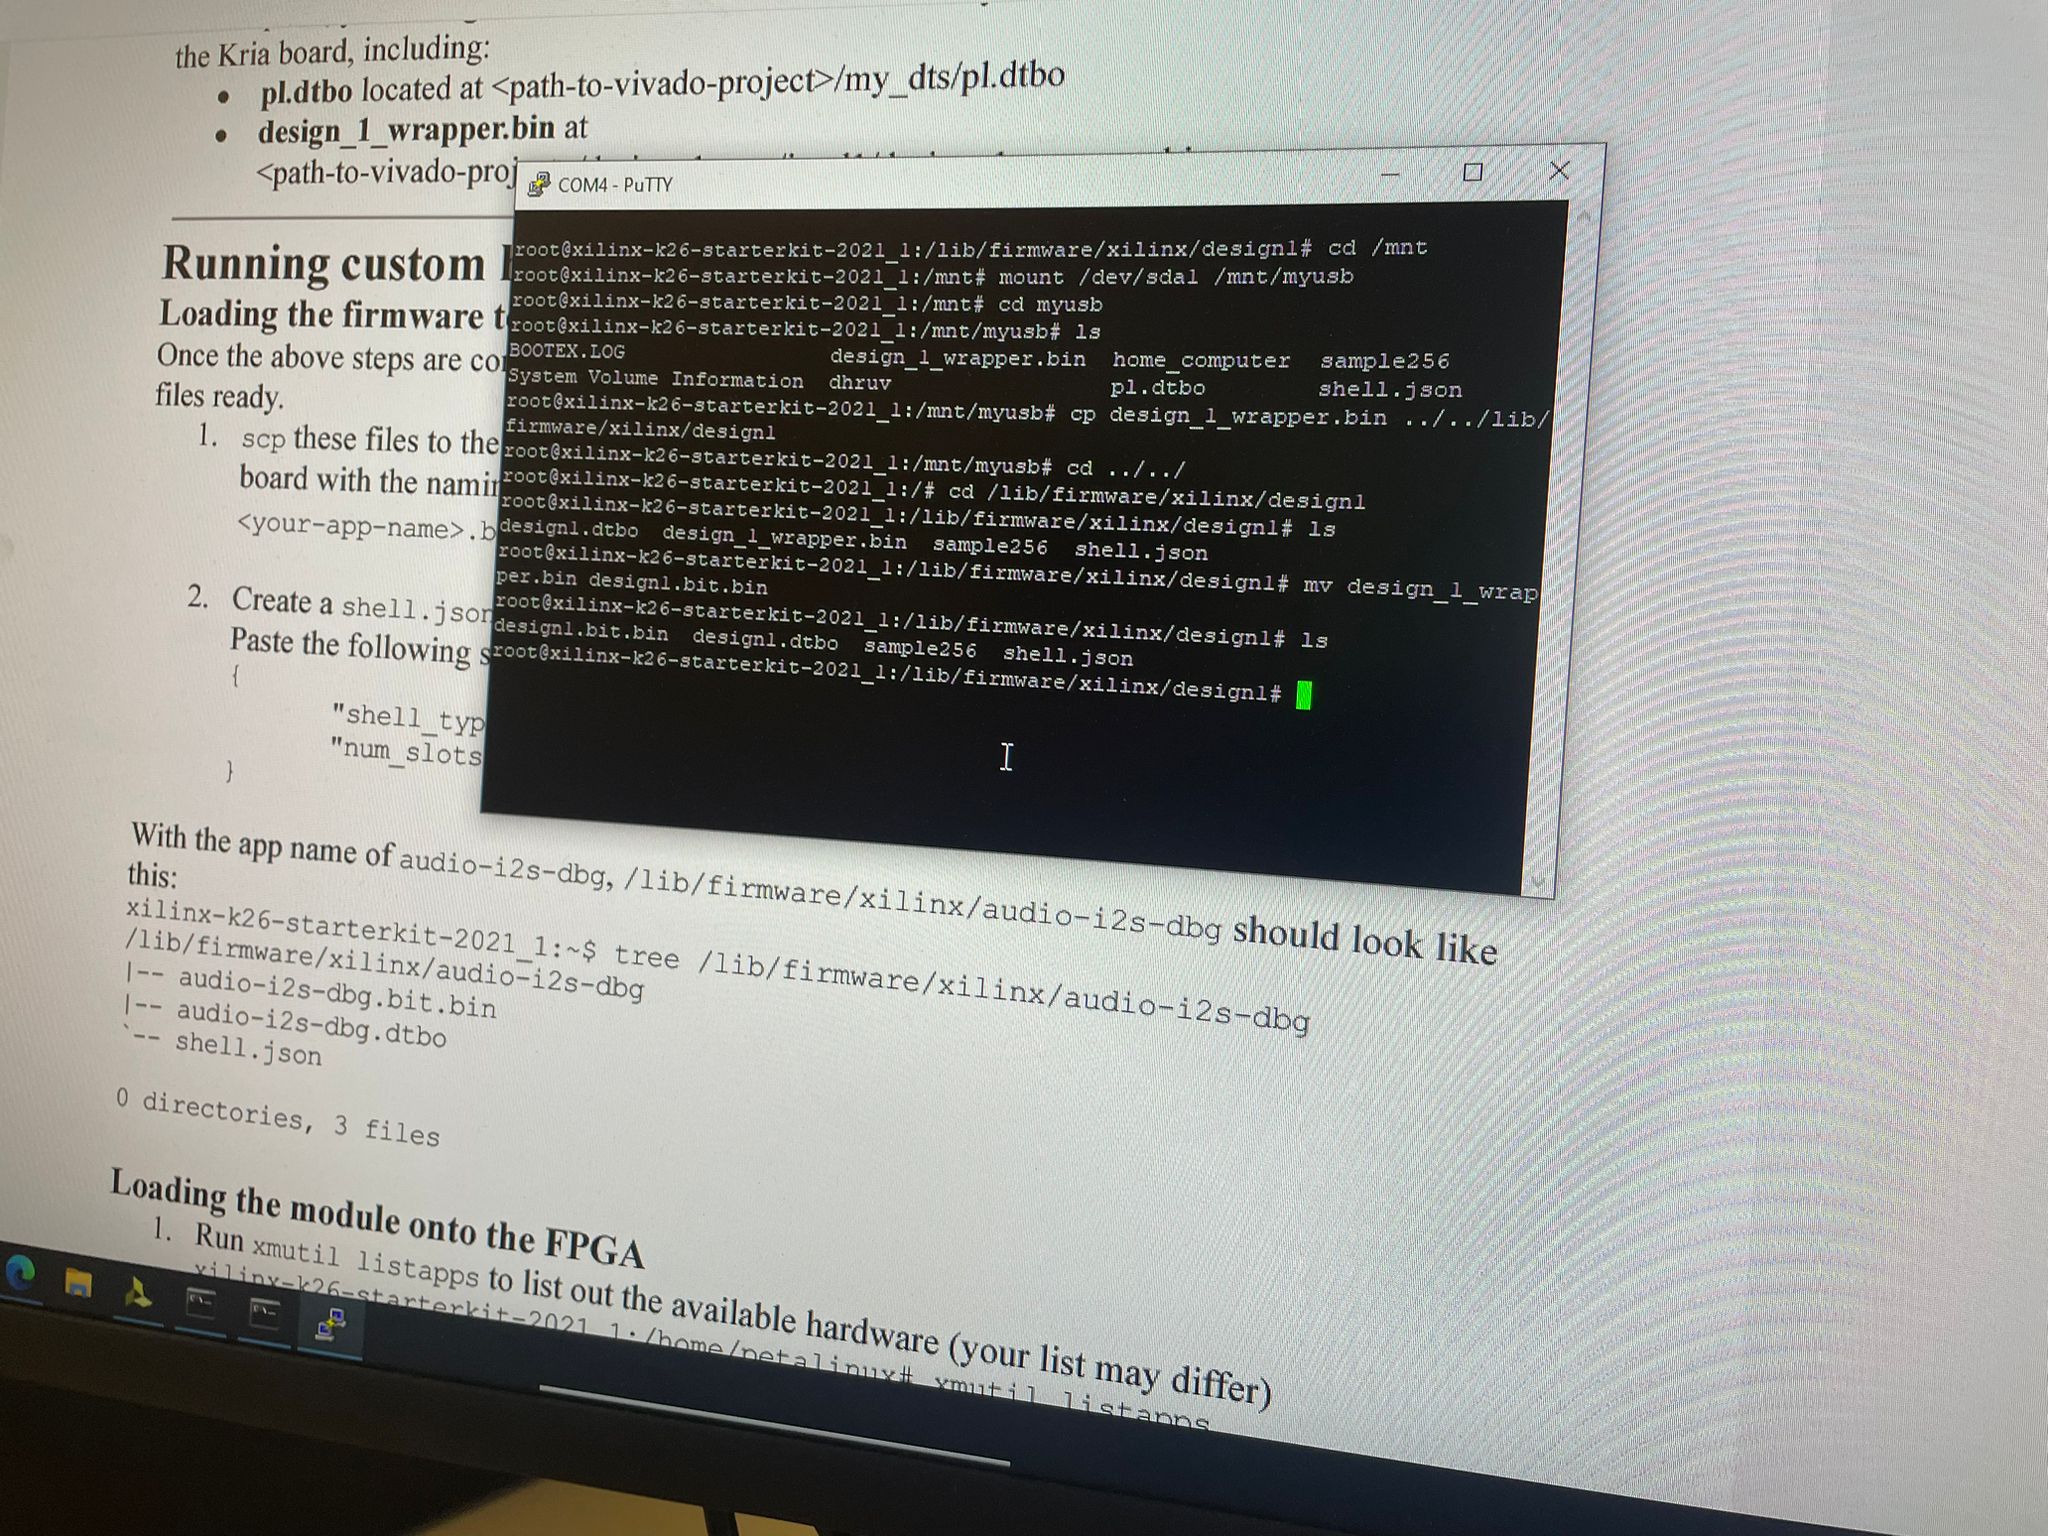 the Kria board, including:
• pl.dtbo located at <path-to-vivado-project>/my_dts/pl.dtbo
• design_1_wrapper.bin at
<path-to-vivado-proj
Running custom
Loading the firmware t
Once the above steps are co
files ready.
1. scp these files to the
board with the namin
<your-app-name>.b
2. Create a shell.json
Paste the following s
{
"shell_typ
"num_slots
}
COM4 - PuTTY
root@xilinx-k26-starterkit-2021_1:/lib/firmware/xilinx/design1# cd /mnt
root@xilinx-k26-starterkit-2021_1:/mnt# mount /dev/sda1 /mnt/myusb
root@xilinx-k26-starterkit-2021_1:/mnt# cd myusb
root@xilinx-k26-starterkit-2021_1:/mnt/myusb# ls
BOOTEX.LOG design_1_wrapper.bin home_computer sample256
System Volume Information dhruv pl.dtbo shell.json
root@xilinx-k26-starterkit-2021_1:/mnt/myusb# cp design_1_wrapper.bin ../../lib/
firmware/xilinx/design1
root@xilinx-k26-starterkit-2021_1:/mnt/myusb# cd ../../
root@xilinx-k26-starterkit-2021_1:/# cd /lib/firmware/xilinx/design1
root@xilinx-k26-starterkit-2021_1:/lib/firmware/xilinx/design1# ls
design1.dtbo design_1_wrapper.bin sample256 shell.json
root@xilinx-k26-starterkit-2021_1:/lib/firmware/xilinx/design1# mv design_1_wrap
per.bin design1.bit.bin
root@xilinx-k26-starterkit-2021_1:/lib/firmware/xilinx/design1# ls
design1.bit.bin design1.dtbo sample256 shell.json
root@xilinx-k26-starterkit-2021_1:/lib/firmware/xilinx/design1#
With the app name of audio-i2s-dbg, /lib/firmware/xilinx/audio-i2s-dbg should look like
this:
xilinx-k26-starterkit-2021_1:~$ tree /lib/firmware/xilinx/audio-i2s-dbg
/lib/firmware/xilinx/audio-i2s-dbg
|-- audio-i2s-dbg.bit.bin
|-- audio-i2s-dbg.dtbo
`-- shell.json
0 directories, 3 files
Loading the module onto the FPGA
1. Run xmutil listapps to list out the available hardware (your list may differ)
xilinx-k26-starterkit-2021_1:/home/petalinux# xmutil listapps